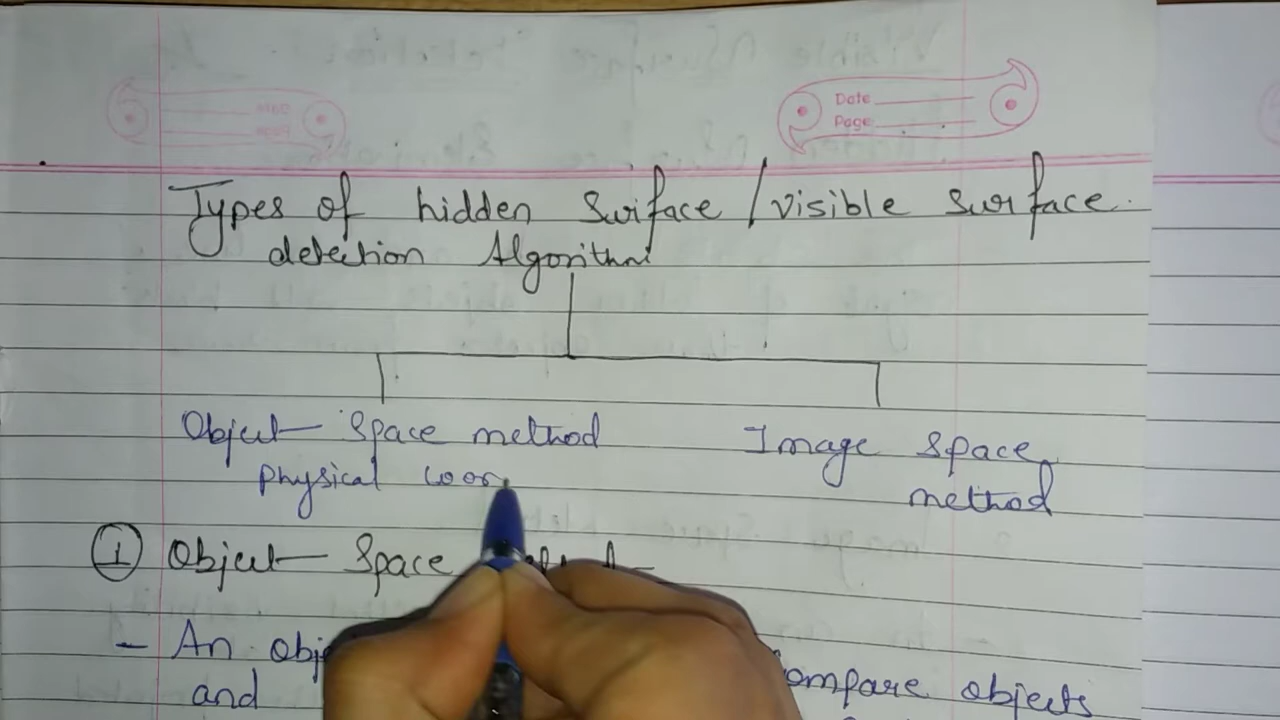 Date
Page
Types of hidden Surface / visible surface.
detection Algorithm
Object Space method
Image Space
physical coor
method
1 Object Space
- An obj
compare objects
and